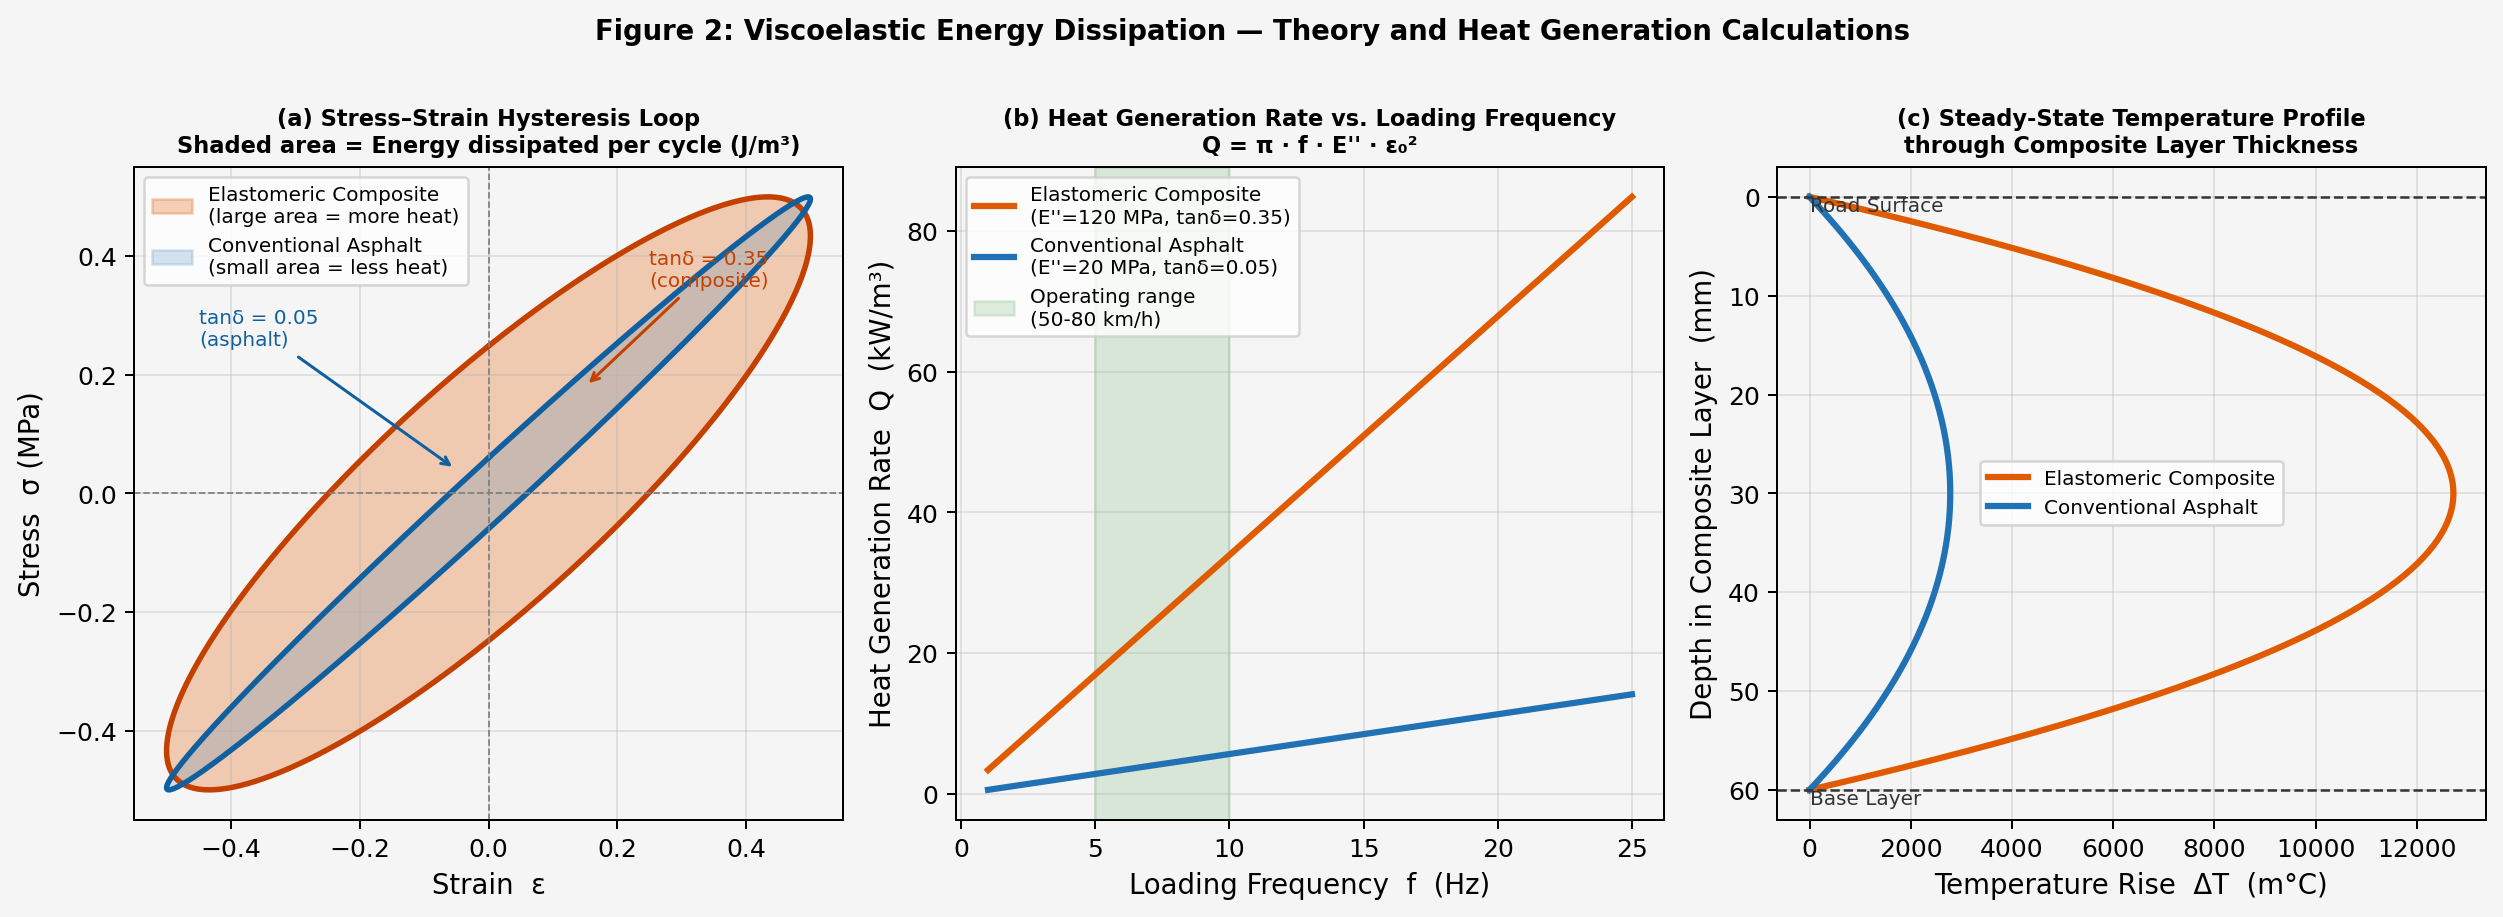 Figure 2: Viscoelastic Energy Dissipation — Theory and Heat Generation Calculations
(a) Stress–Strain Hysteresis Loop
Shaded area = Energy dissipated per cycle (J/m³)
Elastomeric Composite
(large area = more heat)
Conventional Asphalt
(small area = less heat)
tanδ = 0.35
(composite)
tanδ = 0.05
(asphalt)
0.4
0.2
0.0
−0.2
−0.4
Stress σ (MPa)
−0.4 −0.2 0.0 0.2 0.4
Strain ε
(b) Heat Generation Rate vs. Loading Frequency
Q = π · f · E'' · ε₀²
Elastomeric Composite
(E''=120 MPa, tanδ=0.35)
Conventional Asphalt
(E''=20 MPa, tanδ=0.05)
Operating range
(50-80 km/h)
80
60
40
20
0
Heat Generation Rate Q (kW/m³)
0 5 10 15 20 25
Loading Frequency f (Hz)
(c) Steady-State Temperature Profile
through Composite Layer Thickness
Road Surface
Elastomeric Composite
Conventional Asphalt
Base Layer
0
10
20
30
40
50
60
Depth in Composite Layer (mm)
0 2000 4000 6000 8000 10000 12000
Temperature Rise ΔT (m°C)